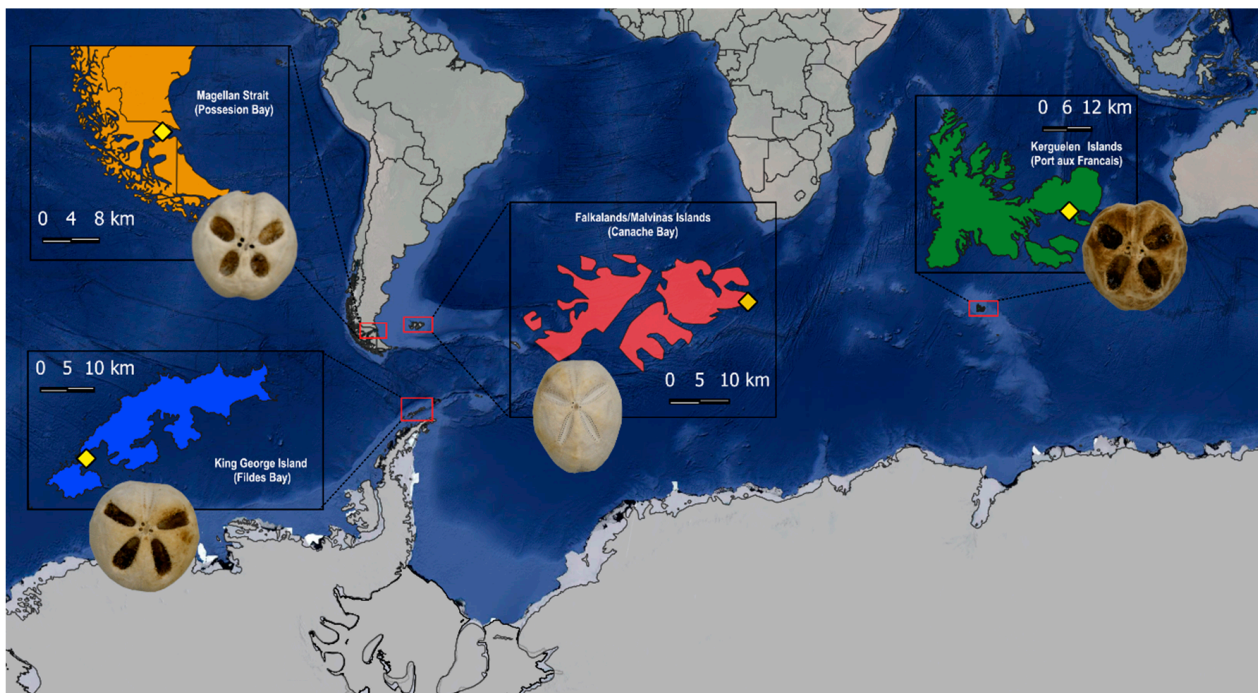 Magellan Strait
(Possesion Bay)
0 4 8 km
0 5 10 km
King George Island
(Fildes Bay)
Falkalands/Malvinas Islands
(Canache Bay)
0 5 10 km
0 6 12 km
Kerguelen Islands
(Port aux Francais)